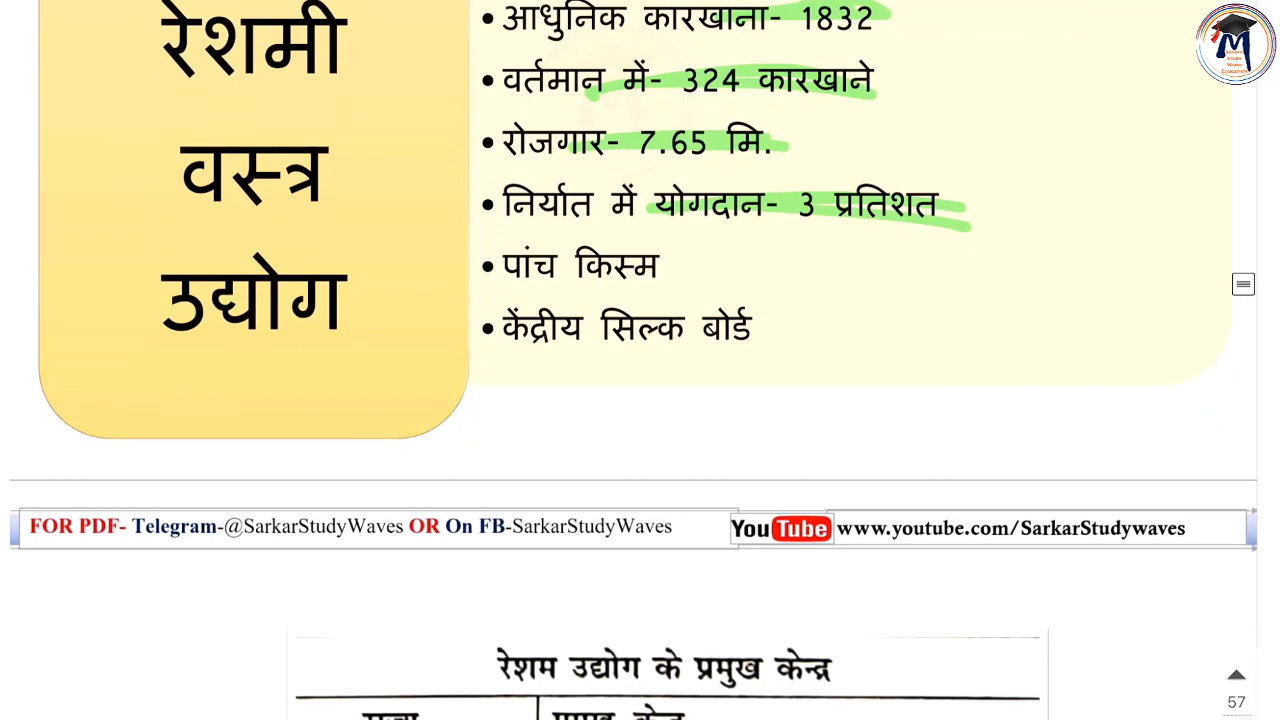 रेशमी
वस्त्र
उद्योग
• आधुनिक कारखाना- 1832
• वर्तमान में- 324 कारखाने
• रोजगार- 7.65 मि.
• निर्यात में योगदान- 3 प्रतिशत
• पांच किस्म
• केंद्रीय सिल्क बोर्ड
FOR PDF- Telegram-@SarkarStudyWaves OR On FB-SarkarStudyWaves
YouTube www.youtube.com/SarkarStudywaves
रेशम उद्योग के प्रमुख केन्द्र
57